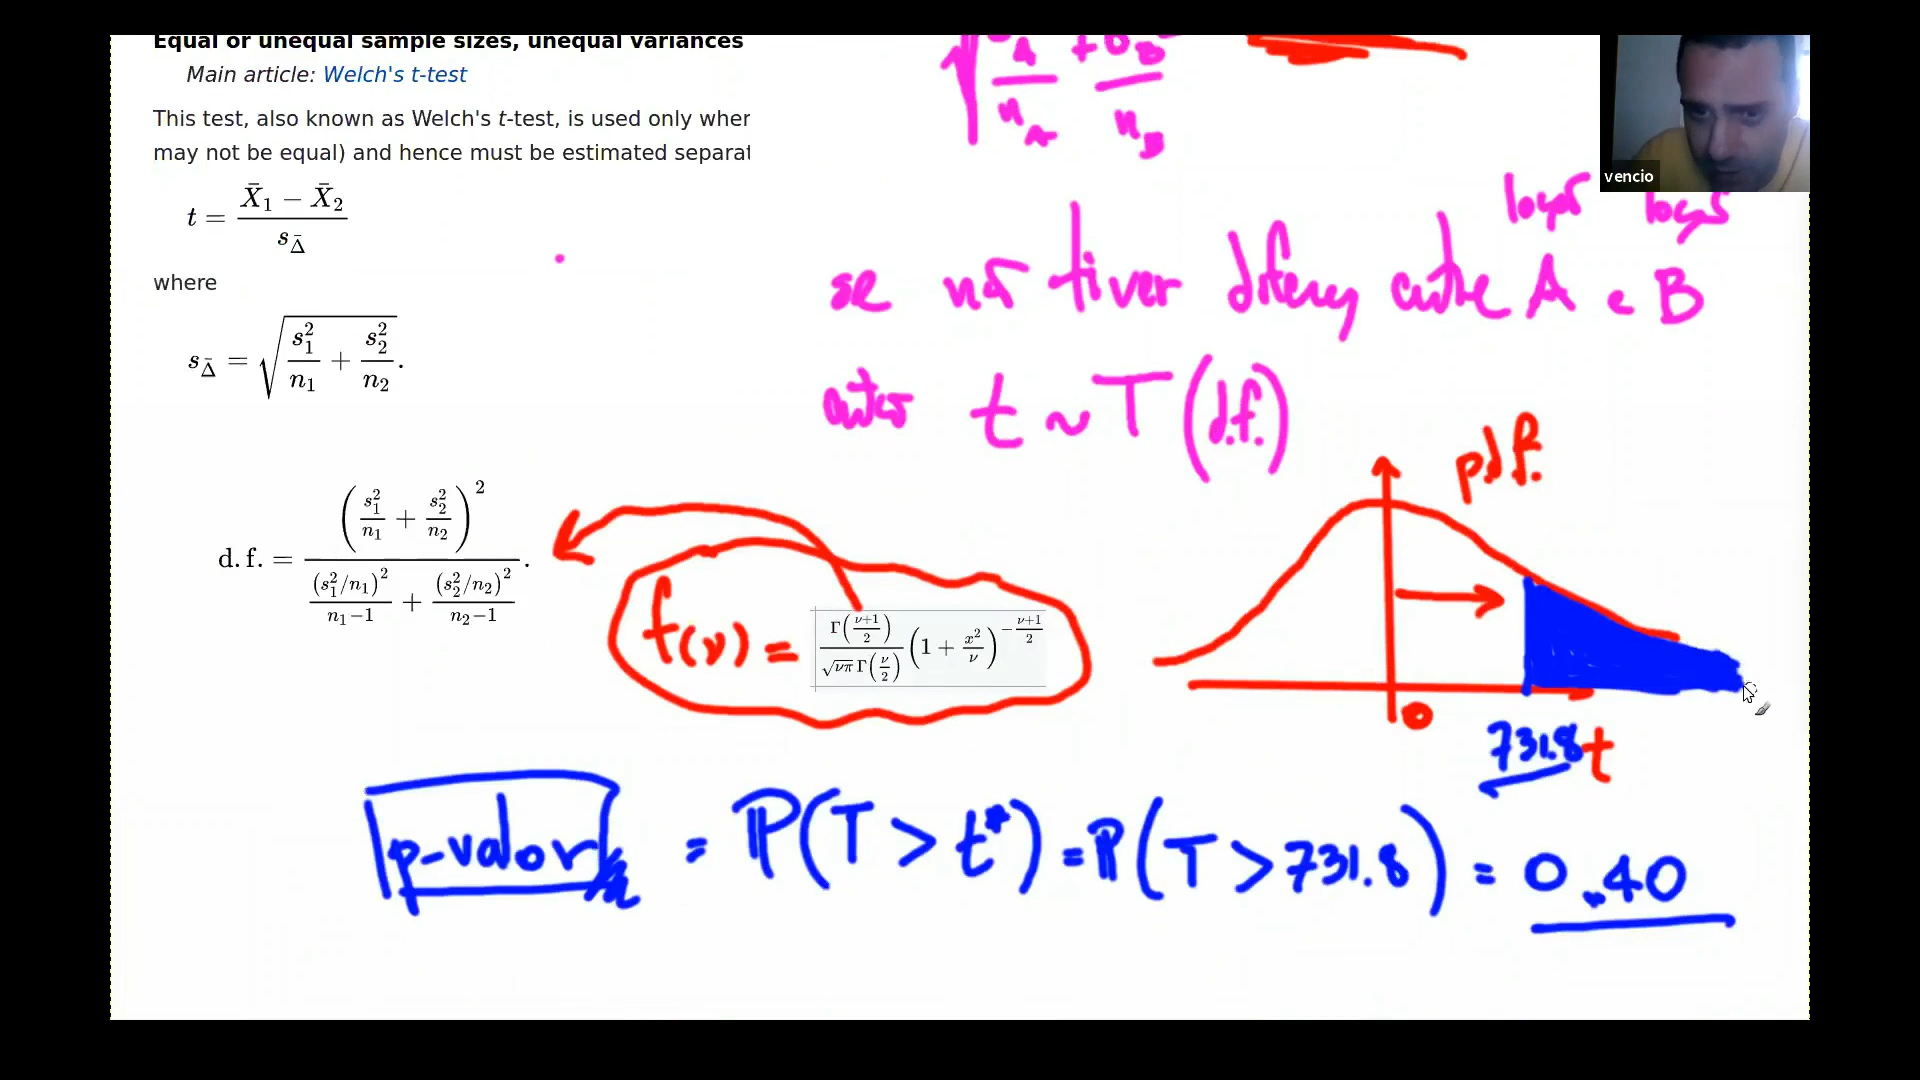 Equal or unequal sample sizes, unequal variances
Main article: Welch's t-test
This test, also known as Welch's t-test, is used only when
may not be equal) and hence must be estimated separat
t = (X̄₁ − X̄₂) / s_Δ̄
where
s_Δ̄ = √(s₁²/n₁ + s₂²/n₂).
d. f. = (s₁²/n₁ + s₂²/n₂)² / ((s₁²/n₁)²/(n₁−1) + (s₂²/n₂)²/(n₂−1)).
n_A n_B
vencio
se não tiver diferença entre A e B
então t ~ T(d.f.)
p.d.f.
f(ν) = Γ((ν+1)/2) / (√(νπ) Γ(ν/2)) (1 + x²/ν)^(−(ν+1)/2)
0
731.8 t
p-valor = P(T > t*) = P(T > 731.8) = 0.40